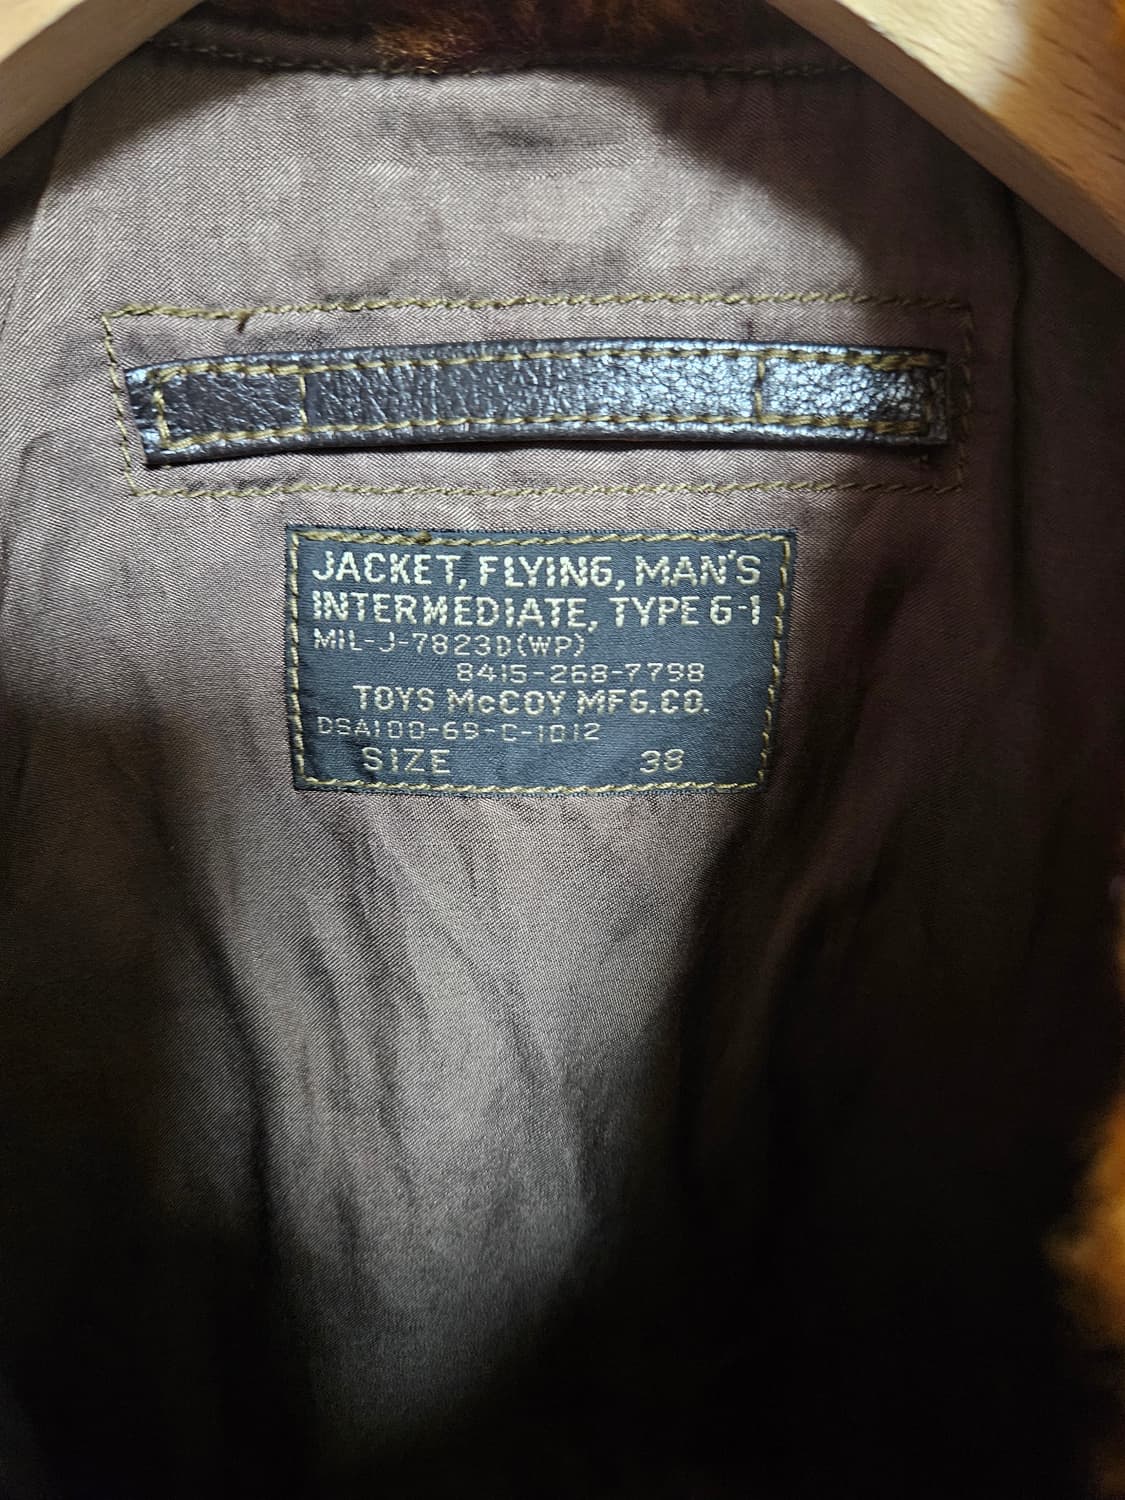 JACKET, FLYING, MAN'S
INTERMEDIATE, TYPE G-1
MIL-J-7823D(WP)
8415-268-7798
TOYS McCOY MFG.CO.
DSA100-69-C-1012
SIZE 38